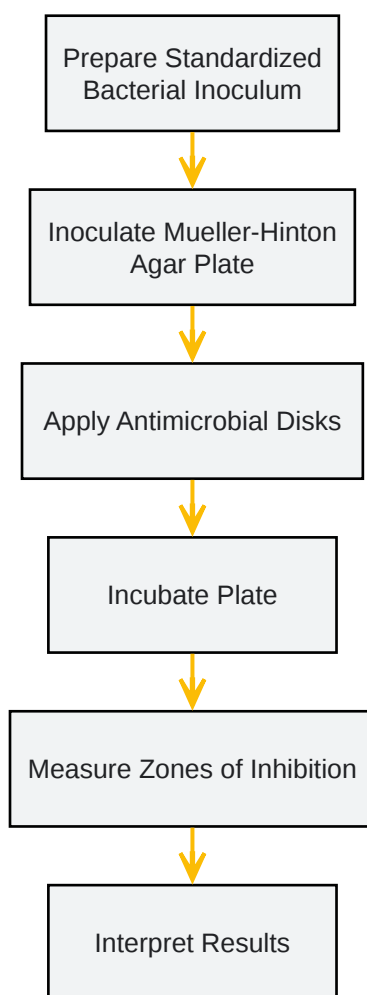 Prepare Standardized
Bacterial Inoculum
Inoculate Mueller-Hinton
Agar Plate
Apply Antimicrobial Disks
Incubate Plate
Measure Zones of Inhibition
Interpret Results